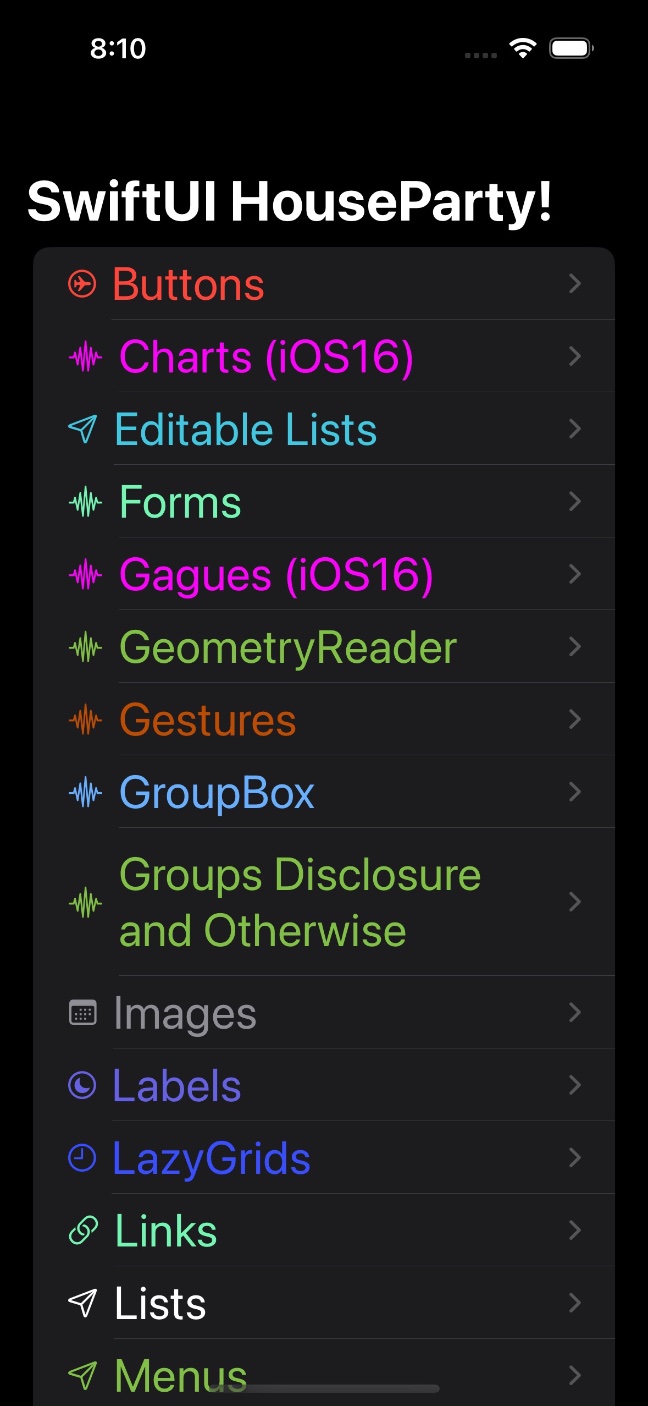 8:10
SwiftUI HouseParty!
Buttons
Charts (iOS16)
Editable Lists
Forms
Gagues (iOS16)
GeometryReader
Gestures
GroupBox
Groups Disclosure
and Otherwise
Images
Labels
LazyGrids
Links
Lists
Menus